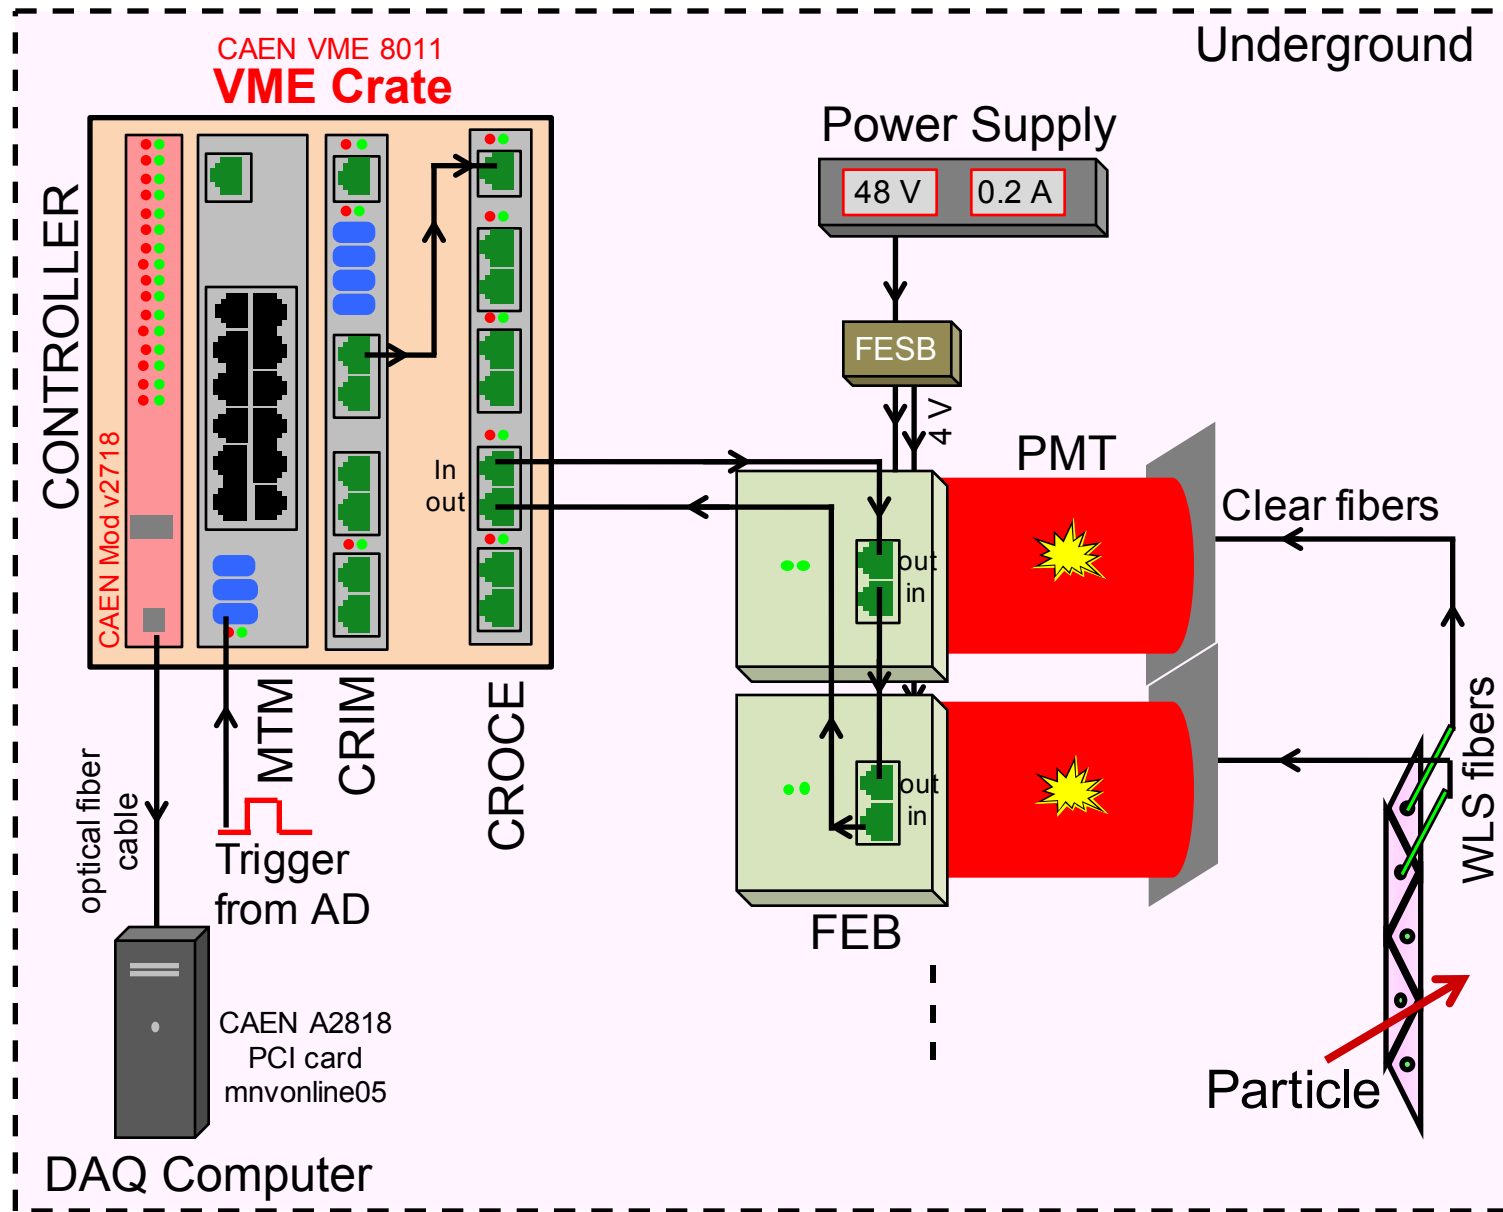 Underground
CAEN VME 8011
VME Crate
Power Supply
48 V
0.2 A
CONTROLLER
CAEN Mod v2718
FESB
4 V
PMT
In
out
Clear fibers
out
in
MTM
CRIM
CROCE
optical fiber
cable
Trigger
from AD
out
in
WLS fibers
FEB
CAEN A2818
PCI card
mnvonline05
Particle
DAQ Computer